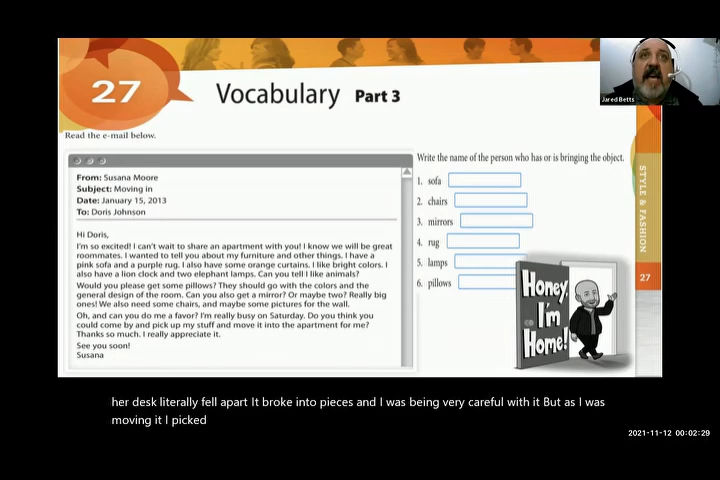 27
Vocabulary Part 3
Jared Betts
Read the e-mail below.
From: Susana Moore
Subject: Moving in
Date: January 15, 2013
To: Doris Johnson
Hi Doris,
I'm so excited! I can't wait to share an apartment with you! I know we will be great
roommates. I wanted to tell you about my furniture and other things. I have a
pink sofa and a purple rug. I also have some orange curtains. I like bright colors. I
also have a lion clock and two elephant lamps. Can you tell I like animals?
Would you please get some pillows? They should go with the colors and the
general design of the room. Can you also get a mirror? Or maybe two? Really big
ones! We also need some chairs, and maybe some pictures for the wall.
Oh, and can you do me a favor? I'm really busy on Saturday. Do you think you
could come by and pick up my stuff and move it into the apartment for me?
Thanks so much. I really appreciate it.
See you soon!
Susana
Write the name of the person who has or is bringing the object.
1. sofa
2. chairs
3. mirrors
4. rug
5. lamps
6. pillows
Honey,
I'm
Home!
STYLE & FASHION
27
her desk literally fell apart It broke into pieces and I was being very careful with it But as I was
moving it I picked
2021-11-12 00:02:29